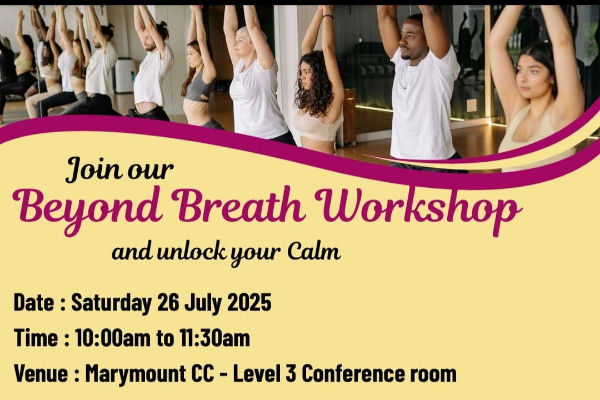 Join our
Beyond Breath Workshop
and unlock your Calm
Date : Saturday 26 July 2025
Time : 10:00am to 11:30am
Venue : Marymount CC - Level 3 Conference room